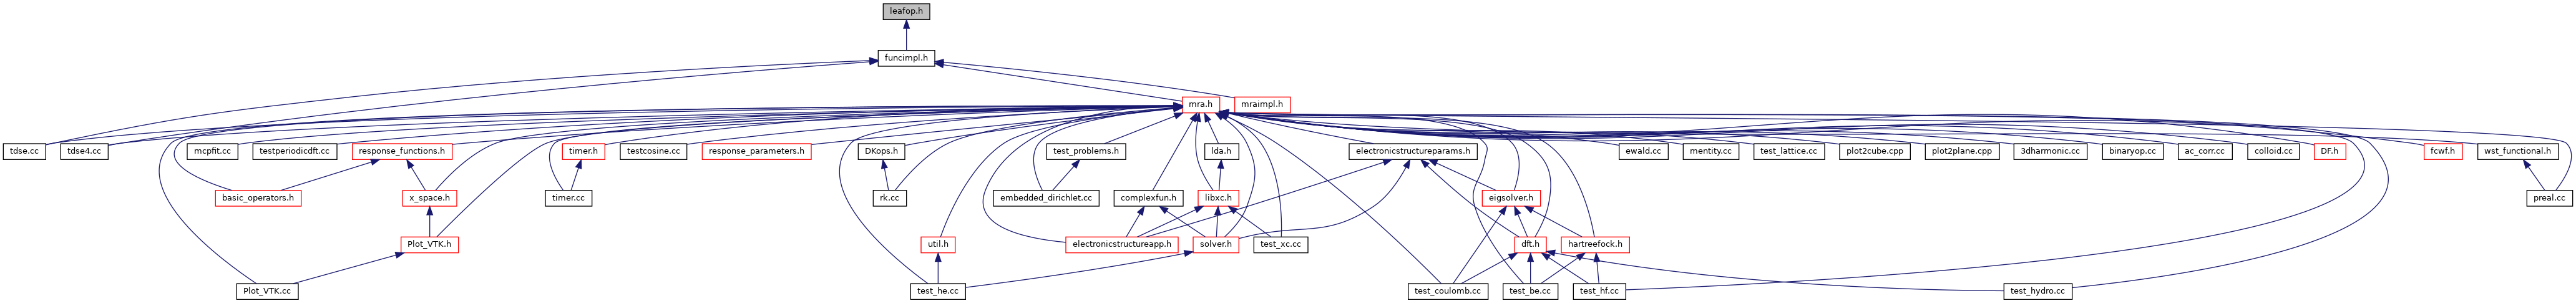 leafop.h
funcimpl.h
mra.h
mraimpl.h
tdse.cc
tdse4.cc
mcpfit.cc
testperiodicdft.cc
response_functions.h
timer.h
testcosine.cc
response_parameters.h
DKops.h
test_problems.h
lda.h
electronicstructureparams.h
ewald.cc
mentity.cc
test_lattice.cc
plot2cube.cpp
plot2plane.cpp
3dharmonic.cc
binaryop.cc
ac_corr.cc
colloid.cc
DF.h
fcwf.h
wst_functional.h
basic_operators.h
x_space.h
timer.cc
rk.cc
embedded_dirichlet.cc
complexfun.h
libxc.h
eigsolver.h
preal.cc
Plot_VTK.h
util.h
electronicstructureapp.h
solver.h
test_xc.cc
dft.h
hartreefock.h
Plot_VTK.cc
test_he.cc
test_coulomb.cc
test_be.cc
test_hf.cc
test_hydro.cc